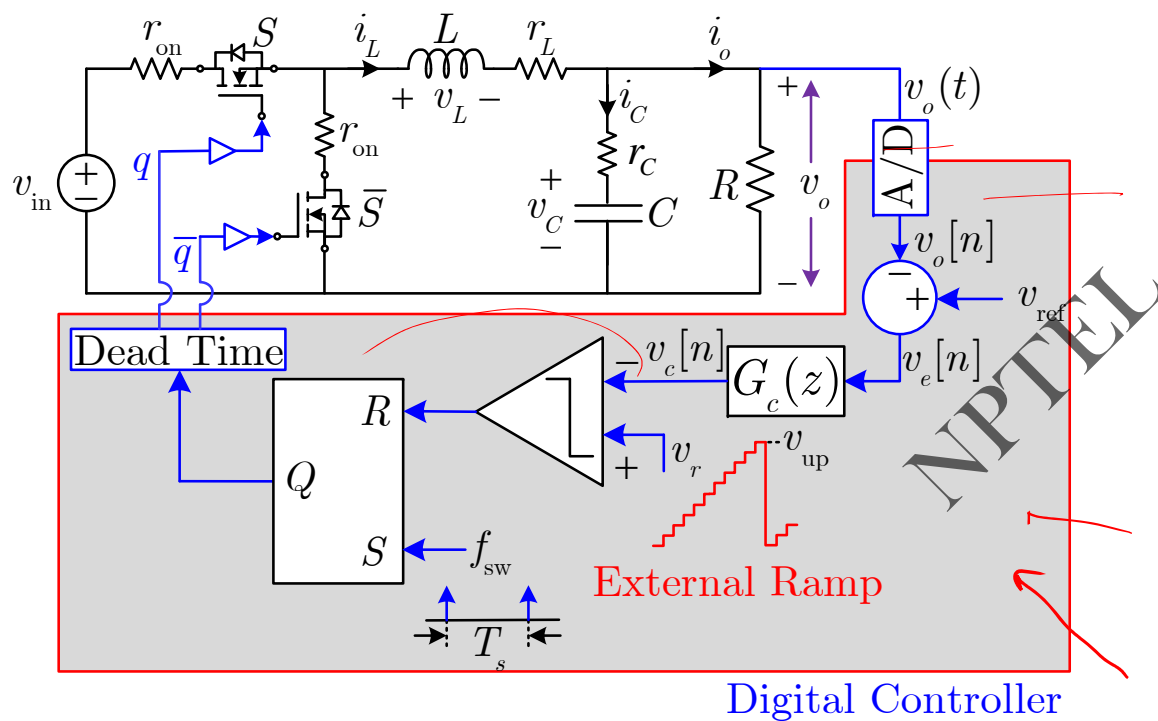 r_on
S
i_L
L
r_L
i_o
+ v_L −
i_C
v_o(t)
q
r_on
r_C
+
A/D
v_in
+
−
S̅
+
v_C
−
C
R
v_o
−
q̅
v_o[n]
−
+
v_ref
Dead Time
− v_c[n]
G_c(z)
v_e[n]
R
+
v_r
v_up
Q
S
f_sw
External Ramp
T_s
NPTEL
Digital Controller